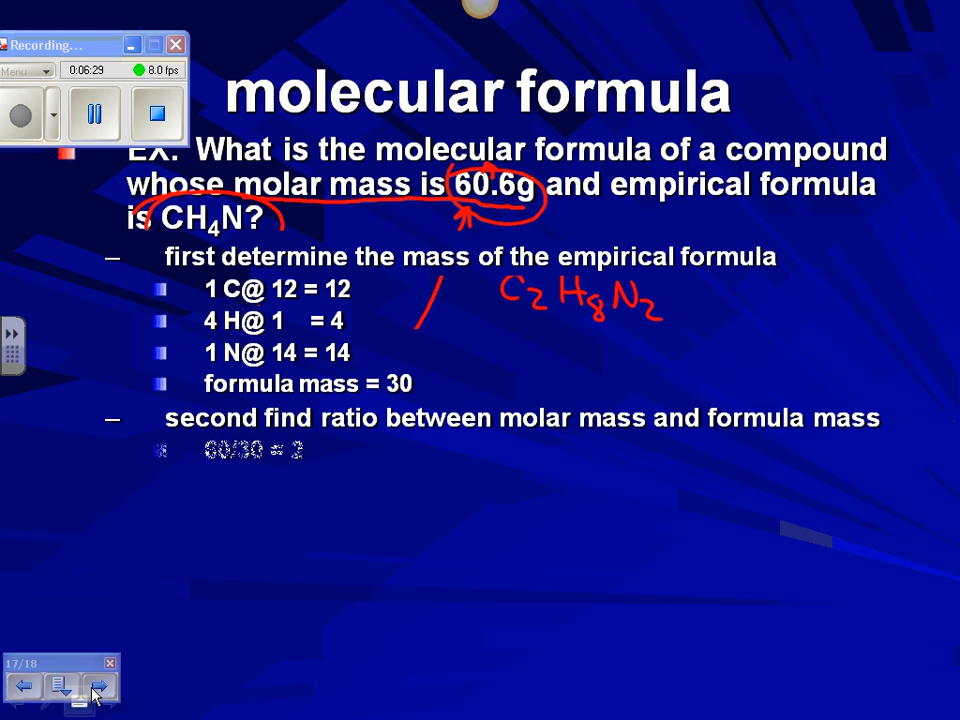 Recording...
Menu
0:06:29
8.0 fps
molecular formula
EX: What is the molecular formula of a compound
whose molar mass is 60.6g and empirical formula
is CH₄N?
– first determine the mass of the empirical formula
1 C@ 12 = 12
C₂H₈N₂
4 H@ 1 = 4
1 N@ 14 = 14
formula mass = 30
– second find ratio between molar mass and formula mass
60/30 = 2
17/18